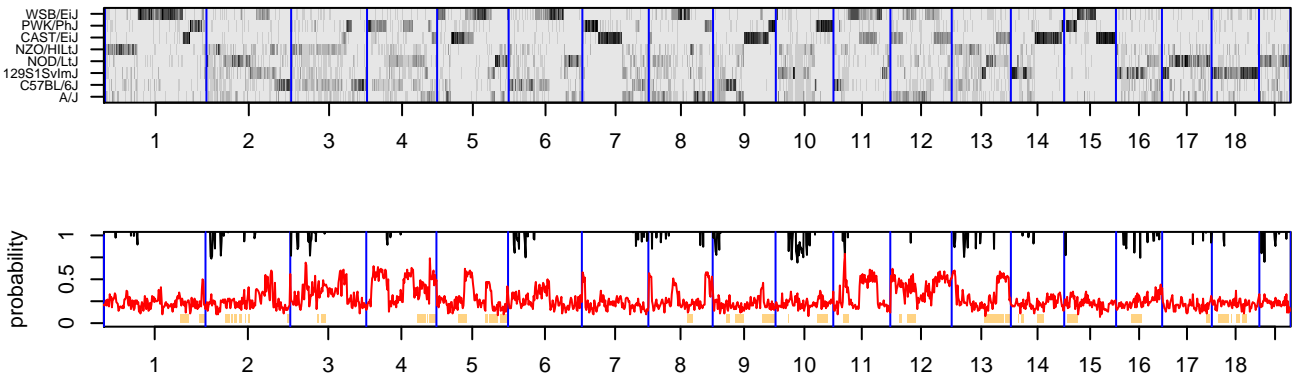 WSB/EiJ
PWK/PhJ
CAST/EiJ
NZO/HILtJ
NOD/LtJ
129S1SvImJ
C57BL/6J
A/J
1 2 3 4 5 6 7 8 9 10 11 12 13 14 15 16 17 18
probability
1
0.5
0
1 2 3 4 5 6 7 8 9 10 11 12 13 14 15 16 17 18